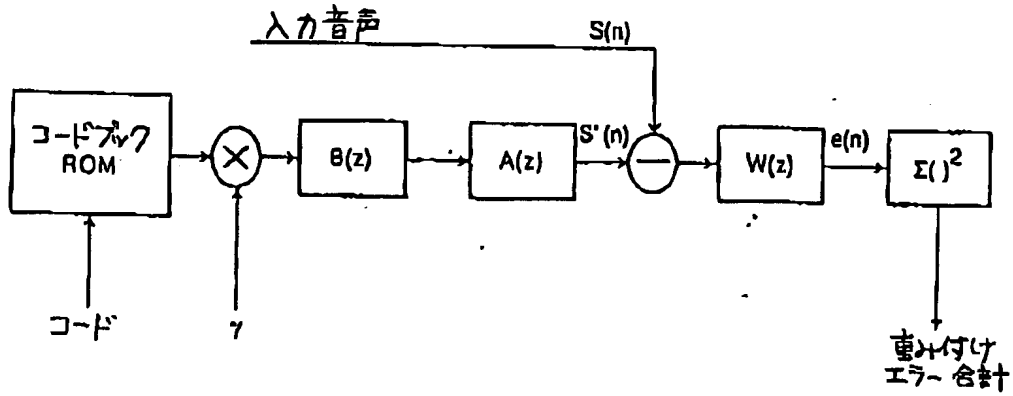 入力音声
S(n)
コードブック
ROM
B(z)
A(z)
S'(n)
W(z)
e(n)
Σ( )²
コード
γ
重み付け
エラー合計